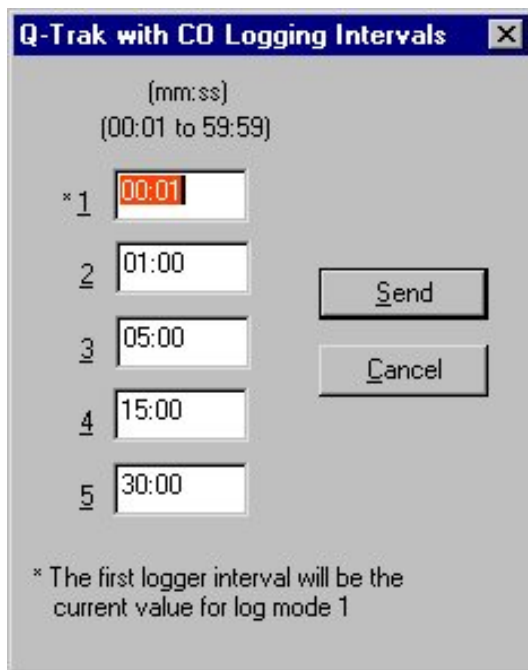 Q-Trak with CO Logging Intervals
(mm:ss)
(00:01 to 59:59)
* 1 00:01
2 01:00
3 05:00
4 15:00
5 30:00
Send
Cancel
* The first logger interval will be the
current value for log mode 1